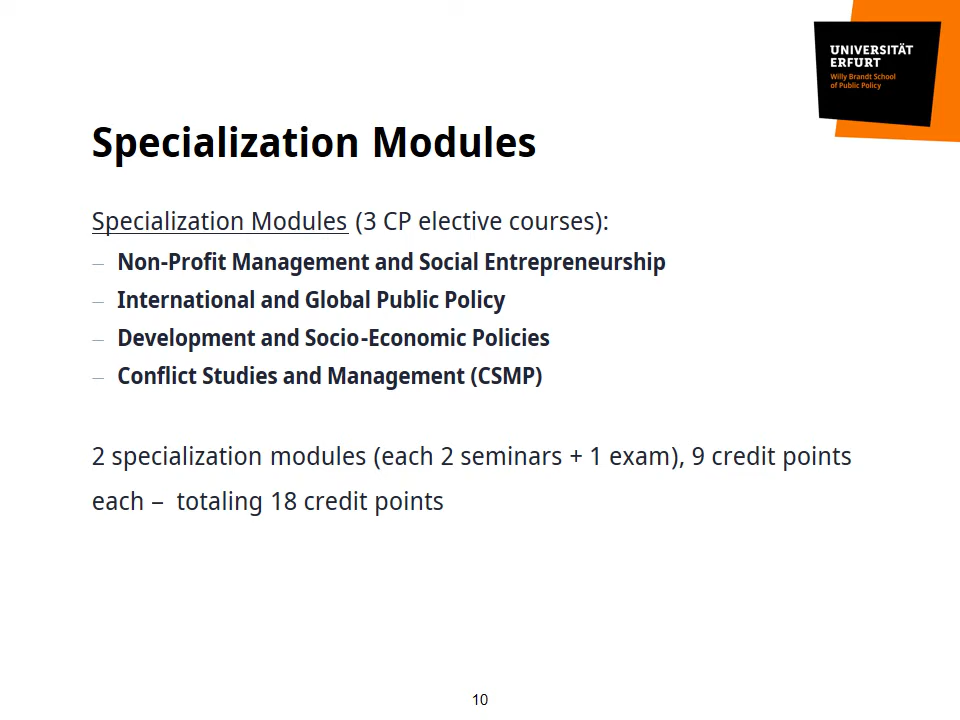 UNIVERSITÄT
ERFURT
Willy Brandt School
of Public Policy
Specialization Modules
Specialization Modules (3 CP elective courses):
– Non-Profit Management and Social Entrepreneurship
– International and Global Public Policy
– Development and Socio-Economic Policies
– Conflict Studies and Management (CSMP)
2 specialization modules (each 2 seminars + 1 exam), 9 credit points
each – totaling 18 credit points
10